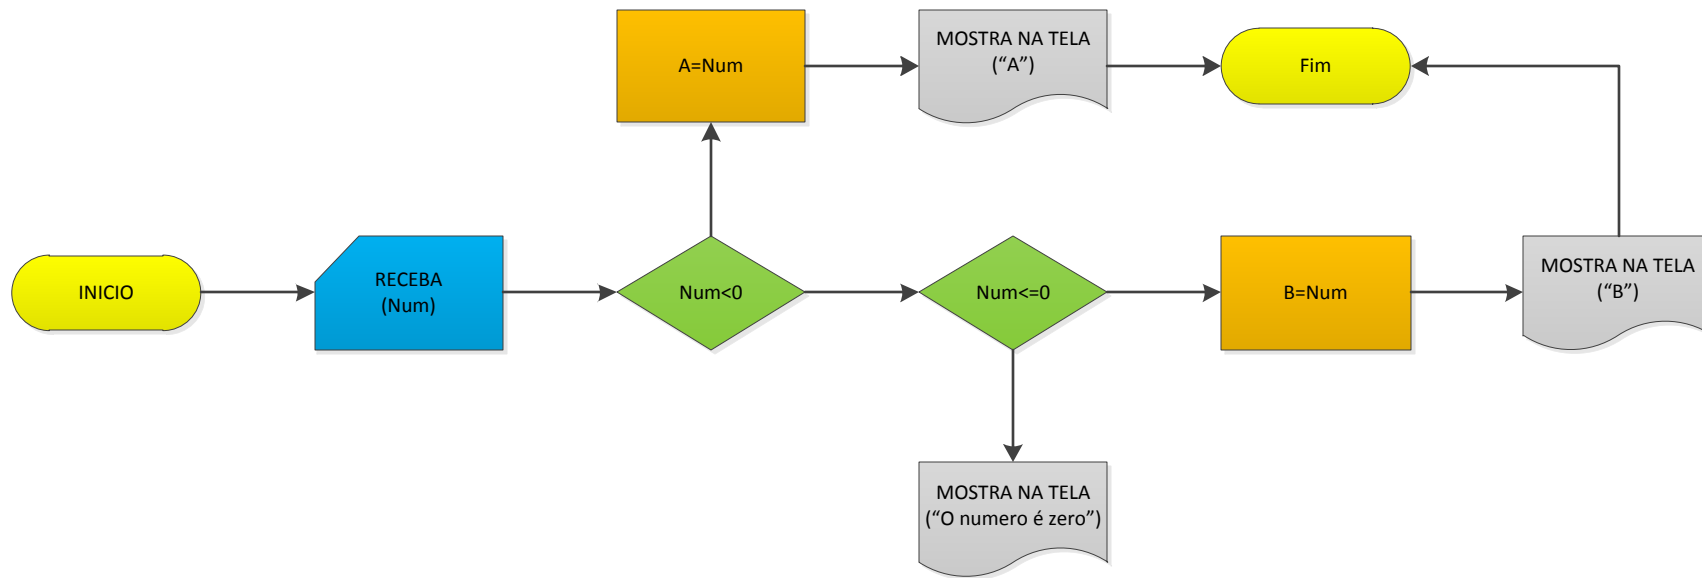 A=Num
MOSTRA NA TELA
(“A”)
Fim
INICIO
RECEBA
(Num)
Num<0
Num<=0
B=Num
MOSTRA NA TELA
(“B”)
MOSTRA NA TELA
(“O numero é zero”)